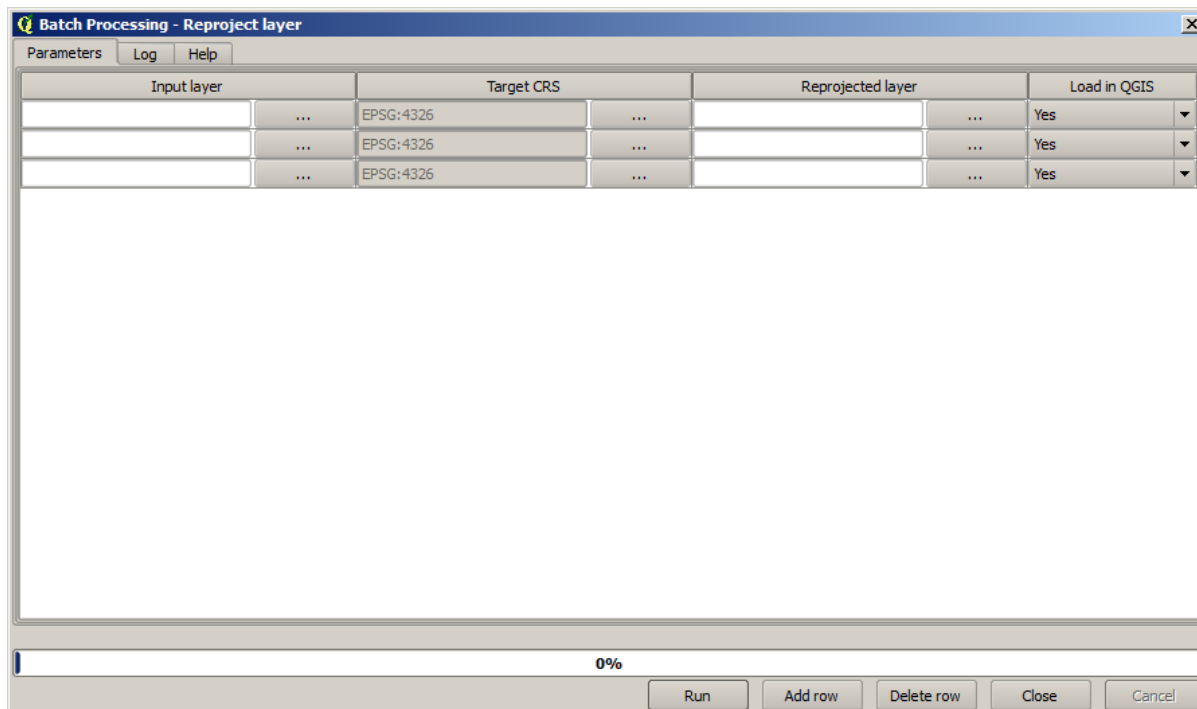 Batch Processing - Reproject layer
Parameters Log Help
Input layer Target CRS Reprojected layer Load in QGIS
... EPSG:4326 ... ... Yes
... EPSG:4326 ... ... Yes
... EPSG:4326 ... ... Yes
0%
Run Add row Delete row Close Cancel